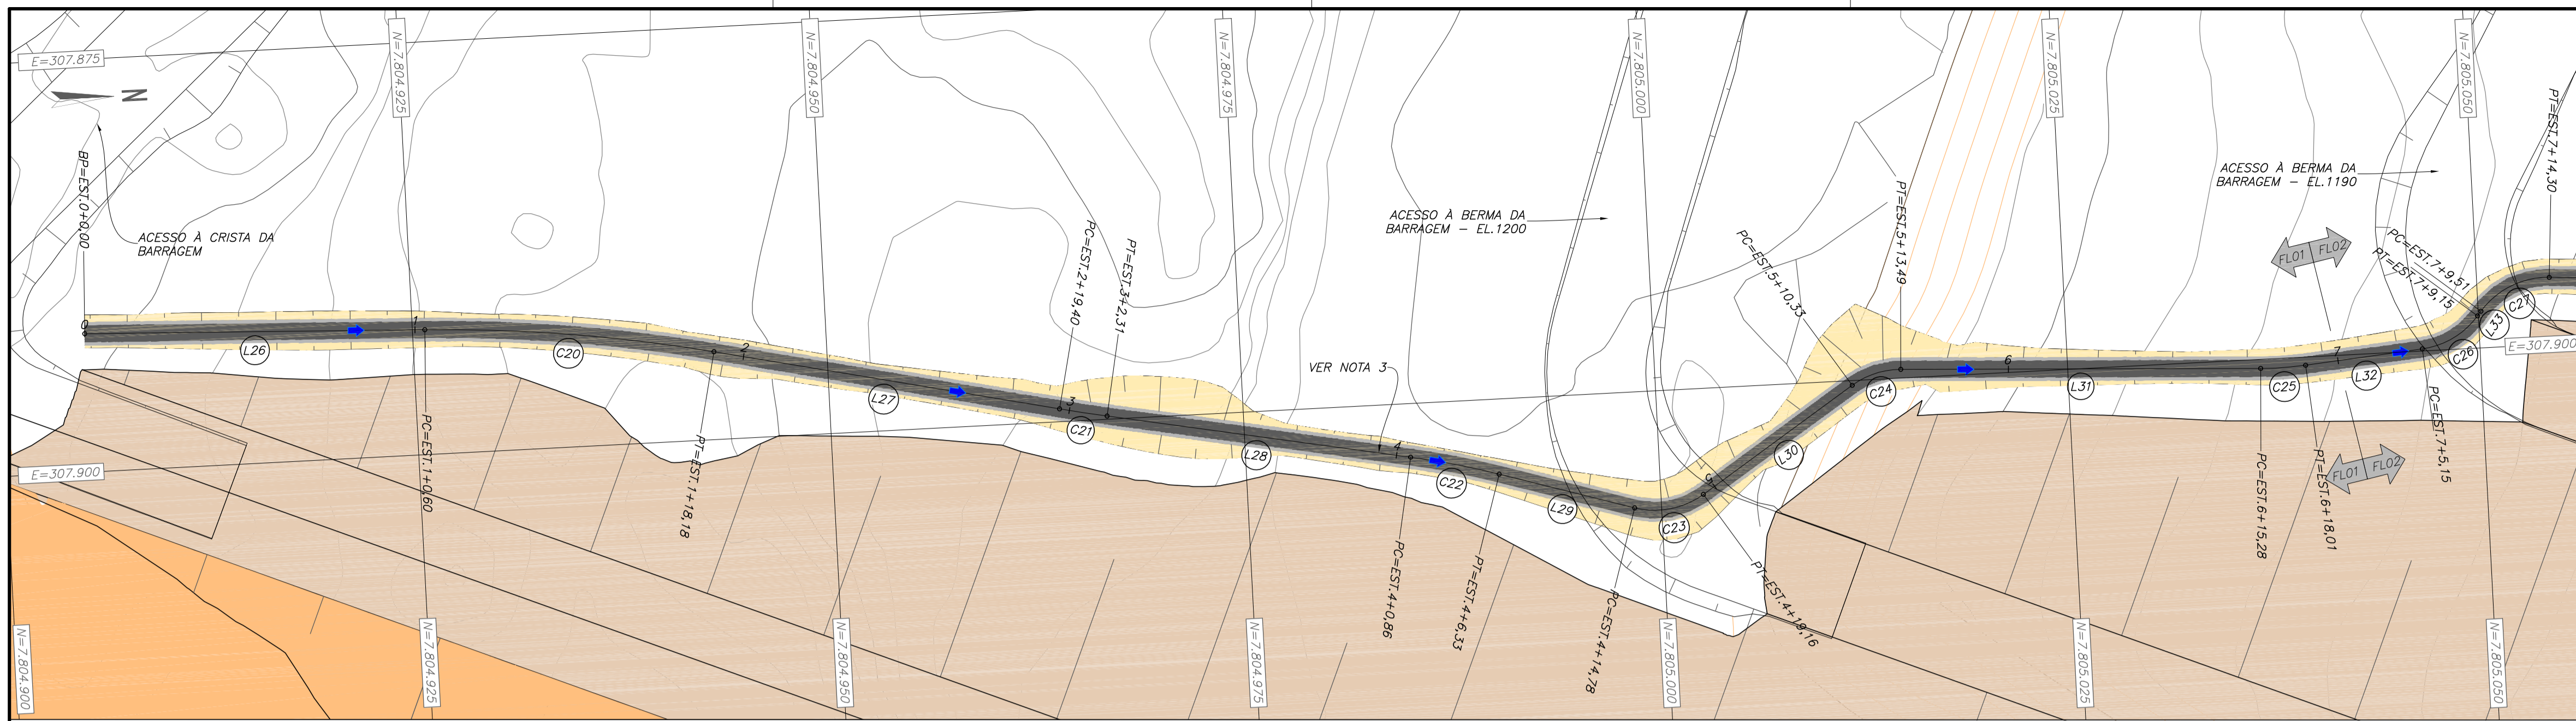 N=7.804.925
N=7.804.950
N=7.804.975
N=7.805.000
N=7.805.025
N=7.805.050
E=307.875
N
BP=EST.0+0,00
ACESSO À CRISTA DA
BARRAGEM
PC=EST.2+19,40
PT=EST.3+2,31
ACESSO À BERMA DA
BARRAGEM - EL.1200
PC=EST.5+10,33
PT=EST.5+13,49
ACESSO À BERMA DA
BARRAGEM - EL.1190
FL01 FL02
PC=EST.7+9,51
PT=EST.7+9,15
PT=EST.7+14,30
0
L26
1
C20
2
L27
3
C21
L28
VER NOTA 3
4
C22
L29
C23
5
L30
C24
6
L31
C25
7
L32
C26
L33
C27
E=307.900
E=307.900
PC=EST.1+0,60
PT=EST.1+18,18
PC=EST.4+0,86
PT=EST.4+6,33
PC=EST.4+14,78
PT=EST.4+19,16
PC=EST.6+15,28
PT=EST.6+18,01
FL01 FL02
PC=EST.7+5,15
N=7.804.900
N=7.804.925
N=7.804.950
N=7.804.975
N=7.805.000
N=7.805.025
N=7.805.050